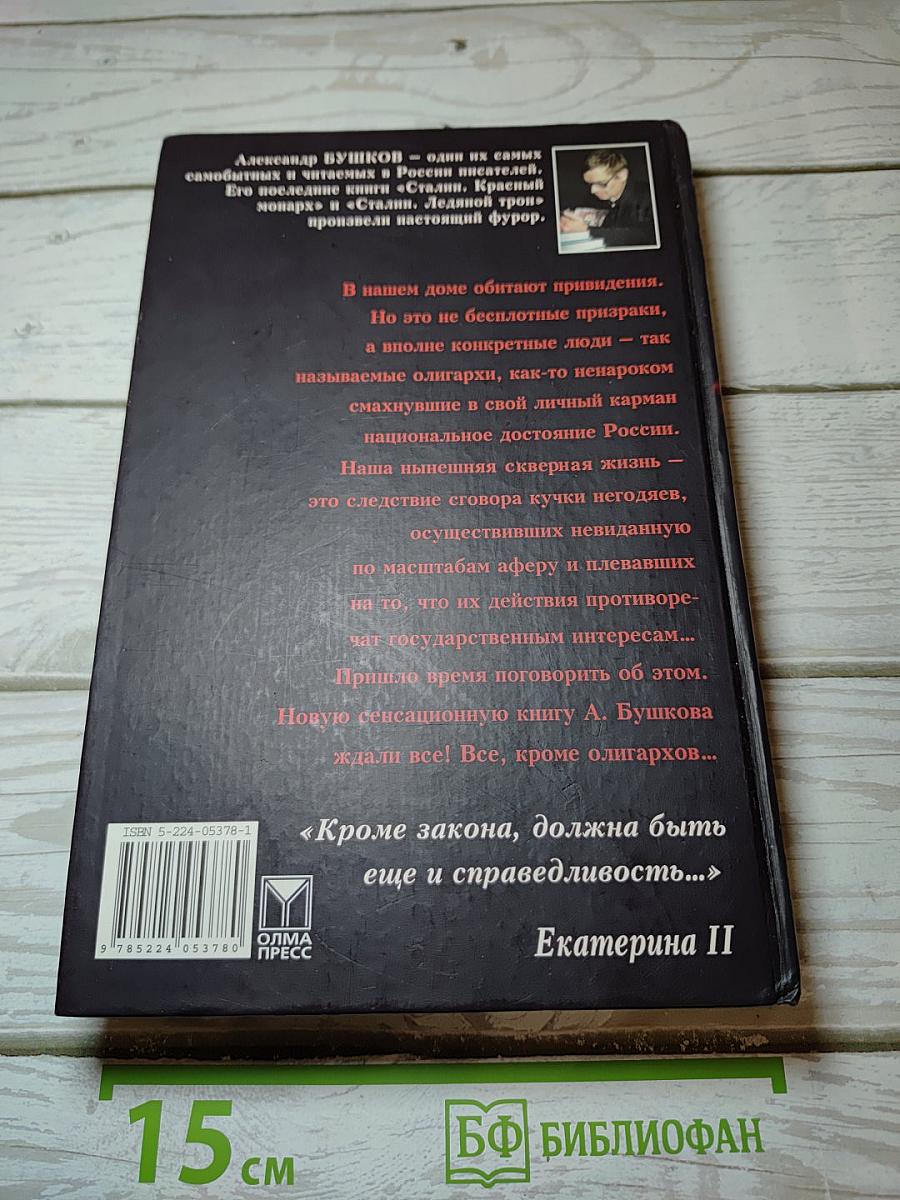 Александр БУШКОВ – один их самых
самобытных и читаемых в России писателей.
Его последние книги «Сталин. Красный
монарх» и «Сталин. Ледяной трон»
произвели настоящий фурор.
В нашем доме обитают привидения.
Но это не бесплотные призраки,
а вполне конкретные люди – так
называемые олигархи, как-то ненароком
смахнувшие в свой личный карман
национальное достояние России.
Наша нынешняя скверная жизнь –
это следствие сговора кучки негодяев,
осуществивших невиданную
по масштабам аферу и плевавших
на то, что их действия противоре-
чат государственным интересам...
Пришло время поговорить об этом.
Новую сенсационную книгу А. Бушкова
ждали все! Все, кроме олигархов...
«Кроме закона, должна быть
еще и справедливость...»
Екатерина II
ISBN 5-224-05378-1
9 785224 053780
ОЛМА
ПРЕСС
15 см
БФ БИБЛИОФАН